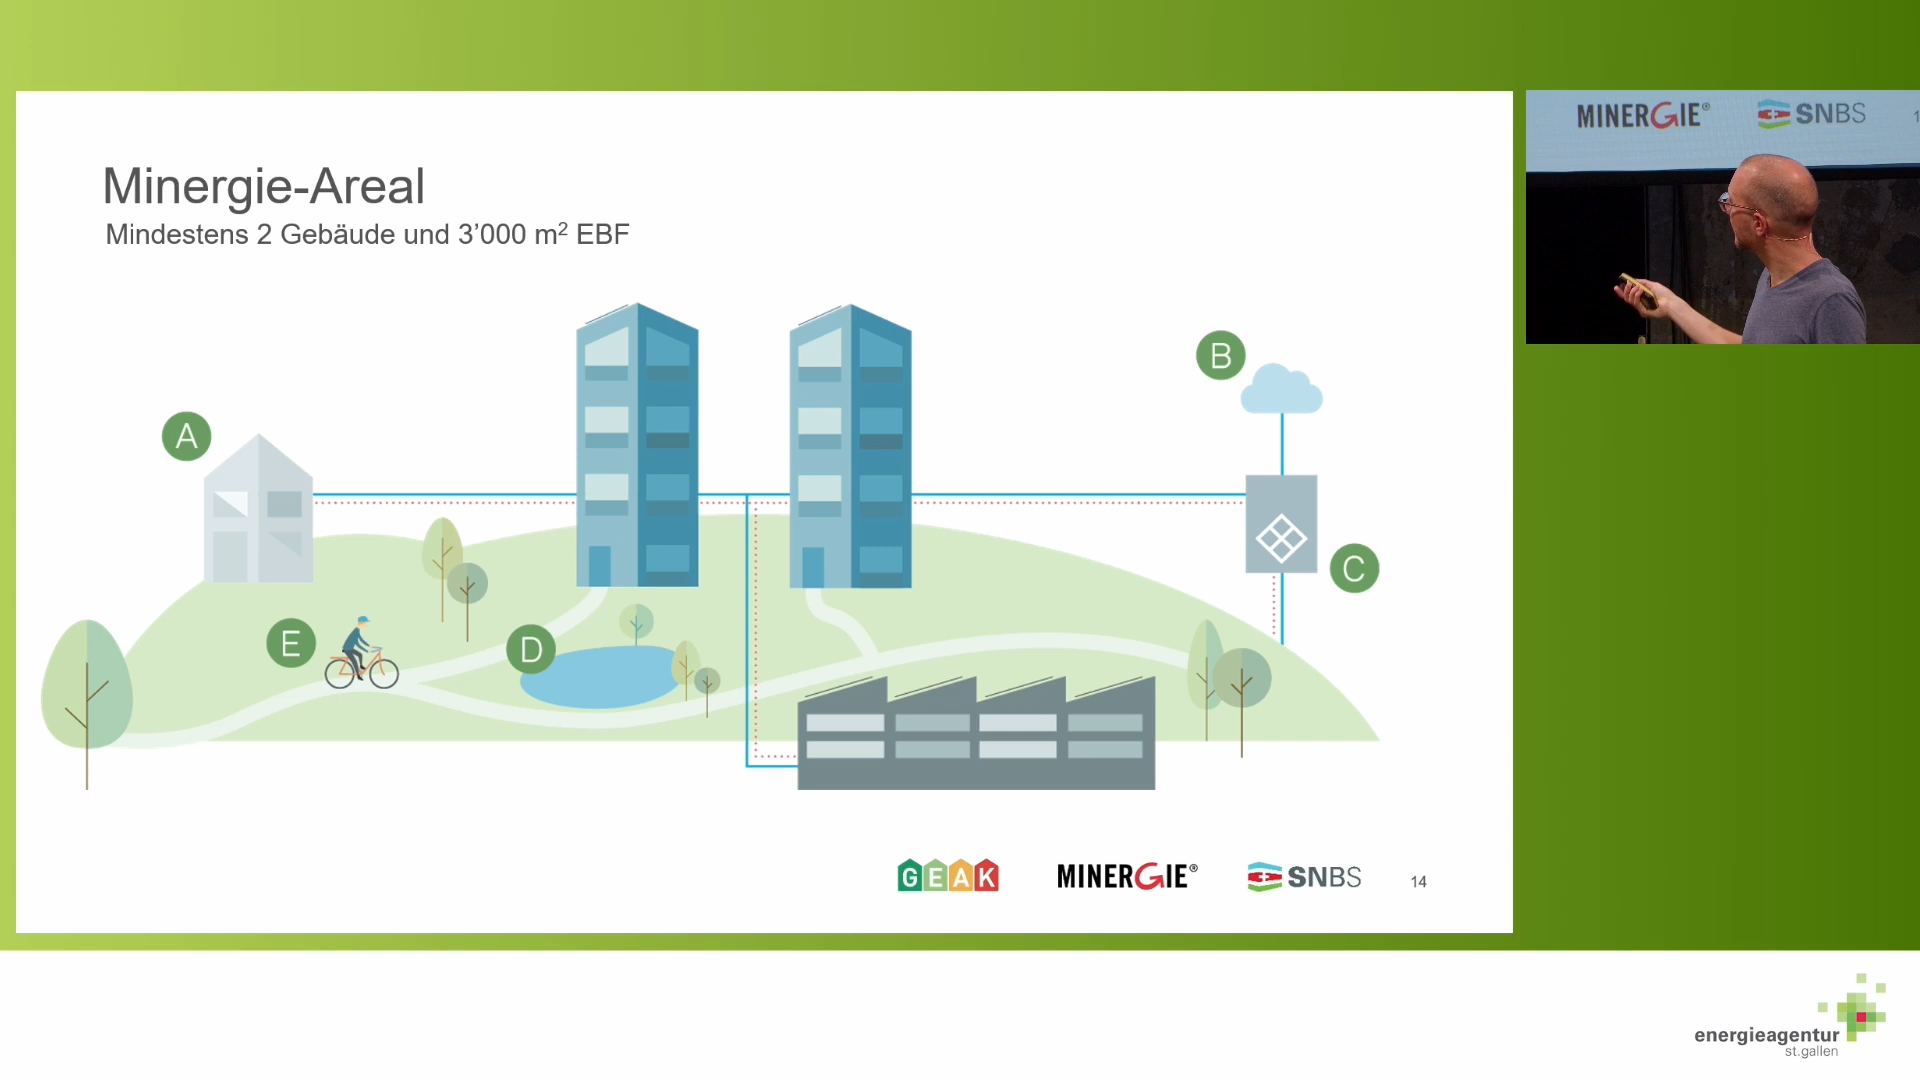 MINERGIE®
SNBS
1
Minergie-Areal
Mindestens 2 Gebäude und 3’000 m² EBF
A
B
C
D
E
GEAK
MINERGIE®
SNBS
14
energieagentur
st.gallen